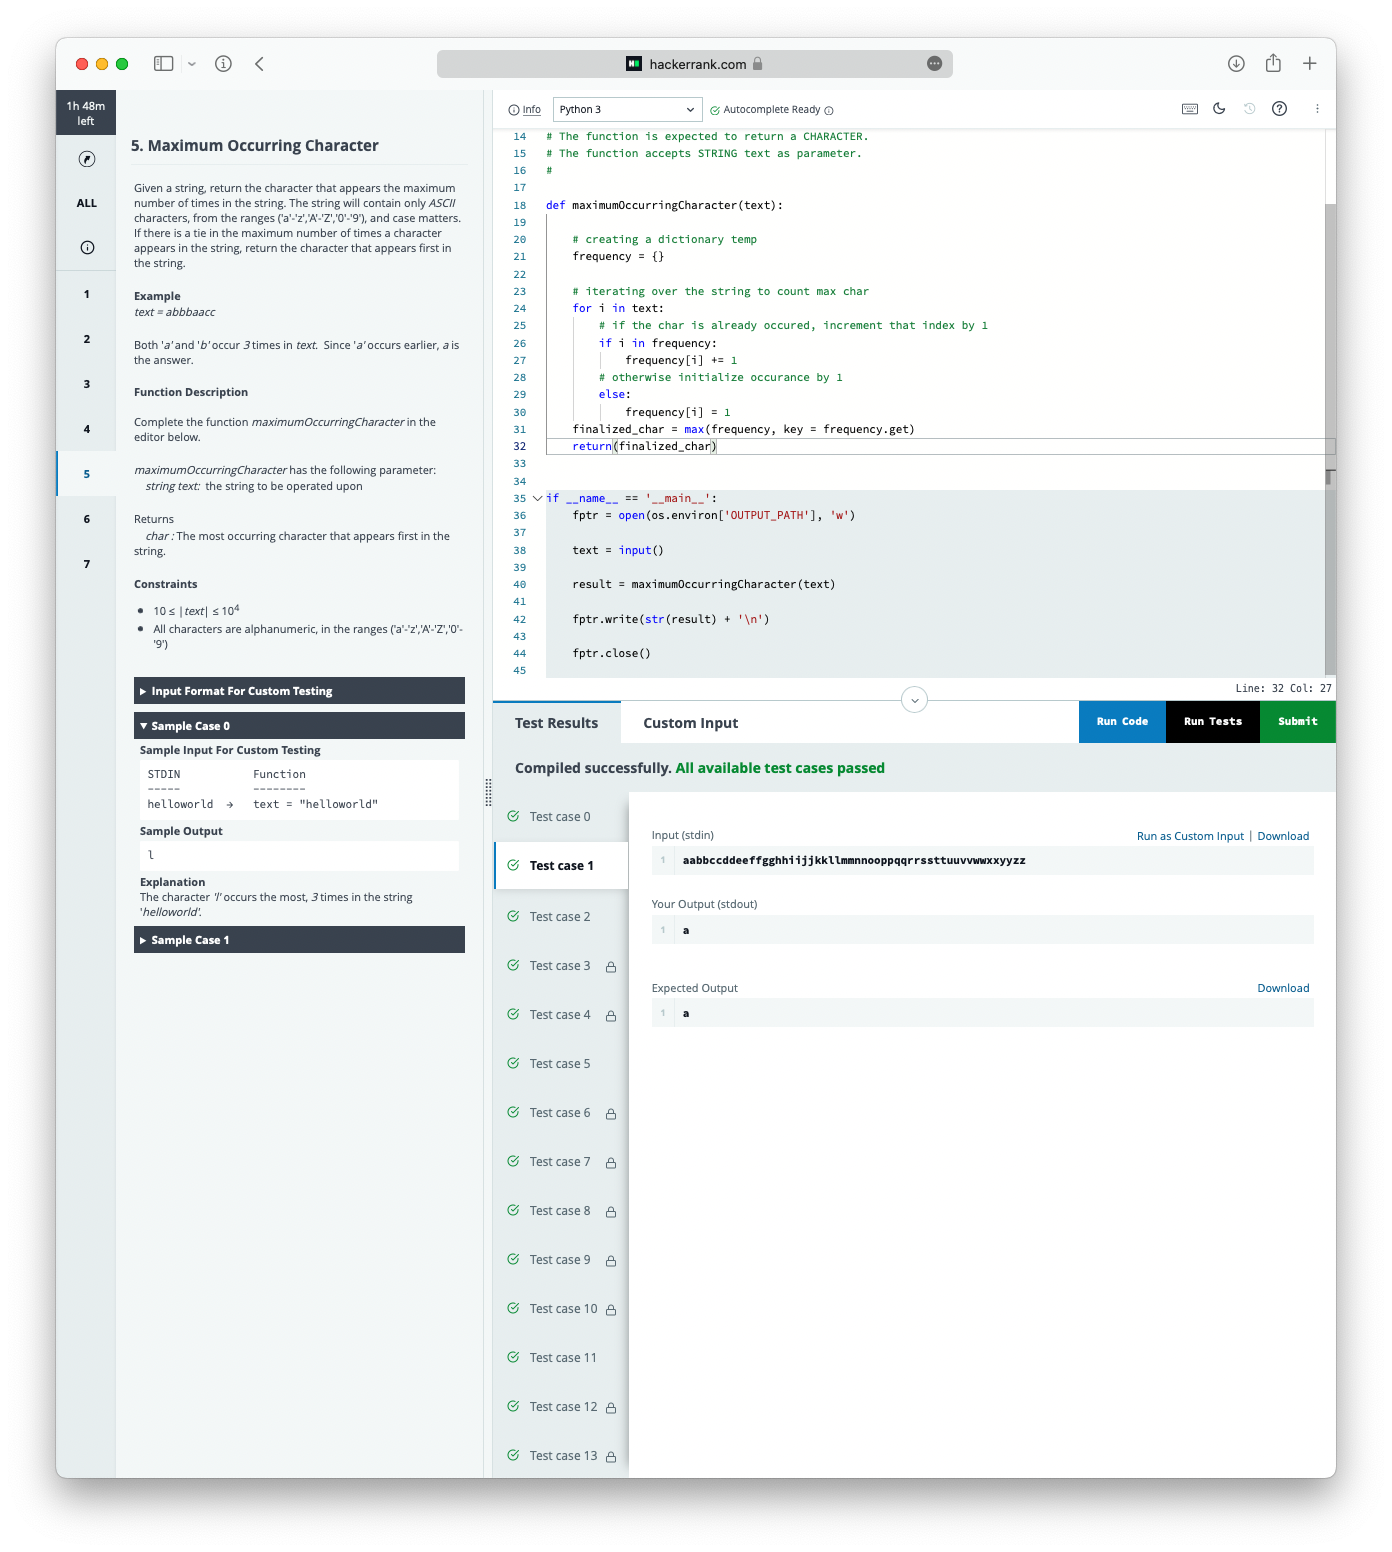 hackerrank.com
1h 48m
left
ALL
1
2
3
4
5
6
7
5. Maximum Occurring Character
Given a string, return the character that appears the maximum
number of times in the string. The string will contain only ASCII
characters, from the ranges ('a'-'z','A'-'Z','0'-'9'), and case matters.
If there is a tie in the maximum number of times a character
appears in the string, return the character that appears first in
the string.
Example
text = abbbaacc
Both 'a' and 'b' occur 3 times in text.  Since 'a' occurs earlier, a is
the answer.
Function Description
Complete the function maximumOccurringCharacter in the
editor below.
maximumOccurringCharacter has the following parameter:
string text:  the string to be operated upon
Returns
char : The most occurring character that appears first in the
string.
Constraints
• 10 ≤ |text| ≤ 10⁴
• All characters are alphanumeric, in the ranges ('a'-'z','A'-'Z','0'-
'9')
Input Format For Custom Testing
Sample Case 0
Sample Input For Custom Testing
STDIN           Function
-----           --------
helloworld  →   text = "helloworld"
Sample Output
l
Explanation
The character 'l' occurs the most, 3 times in the string
'helloworld'.
Sample Case 1
Info
Python 3
Autocomplete Ready
14 # The function is expected to return a CHARACTER.
15 # The function accepts STRING text as parameter.
16 #
17
18 def maximumOccurringCharacter(text):
19
20     # creating a dictionary temp
21     frequency = {}
22
23     # iterating over the string to count max char
24     for i in text:
25         # if the char is already occured, increment that index by 1
26         if i in frequency:
27             frequency[i] += 1
28         # otherwise initialize occurance by 1
29         else:
30             frequency[i] = 1
31     finalized_char = max(frequency, key = frequency.get)
32     return(finalized_char)
33
34
35 if __name__ == '__main__':
36     fptr = open(os.environ['OUTPUT_PATH'], 'w')
37
38     text = input()
39
40     result = maximumOccurringCharacter(text)
41
42     fptr.write(str(result) + '\n')
43
44     fptr.close()
45
Line: 32 Col: 27
Test Results
Custom Input
Run Code
Run Tests
Submit
Compiled successfully. All available test cases passed
Test case 0
Test case 1
Test case 2
Test case 3
Test case 4
Test case 5
Test case 6
Test case 7
Test case 8
Test case 9
Test case 10
Test case 11
Test case 12
Test case 13
Input (stdin)
Run as Custom Input | Download
1 aabbccddeeffgghhiijjkkllmmnnooppqqrrssttuuvvwwxxyyzz
Your Output (stdout)
1 a
Expected Output
Download
1 a